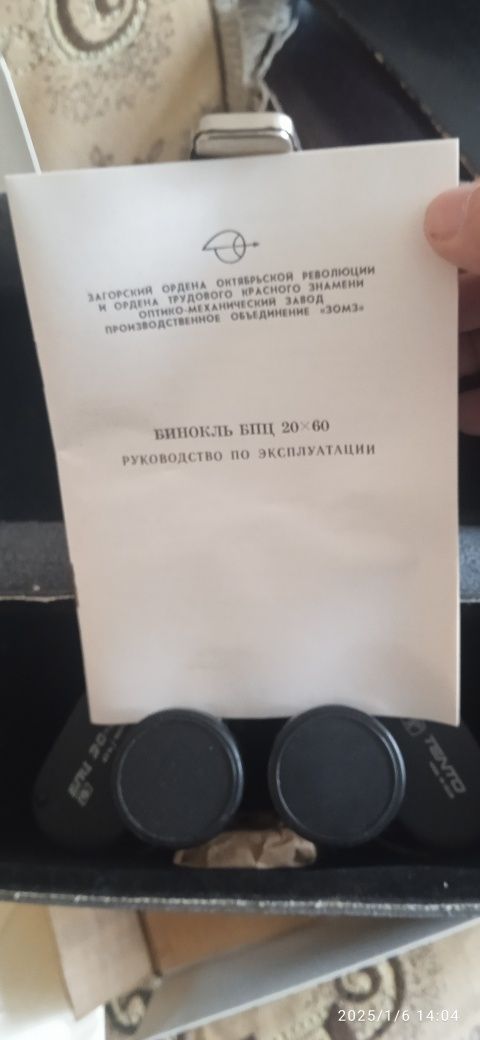 ЗАГОРСКИЙ ОРДЕНА ОКТЯБРЬСКОЙ РЕВОЛЮЦИИ
И ОРДЕНА ТРУДОВОГО КРАСНОГО ЗНАМЕНИ
ОПТИКО-МЕХАНИЧЕСКИЙ ЗАВОД
ПРОИЗВОДСТВЕННОЕ ОБЪЕДИНЕНИЕ «ЗОМЗ»
БИНОКЛЬ БПЦ 20×60
РУКОВОДСТВО ПО ЭКСПЛУАТАЦИИ
TENTO
2025/1/6 14:04